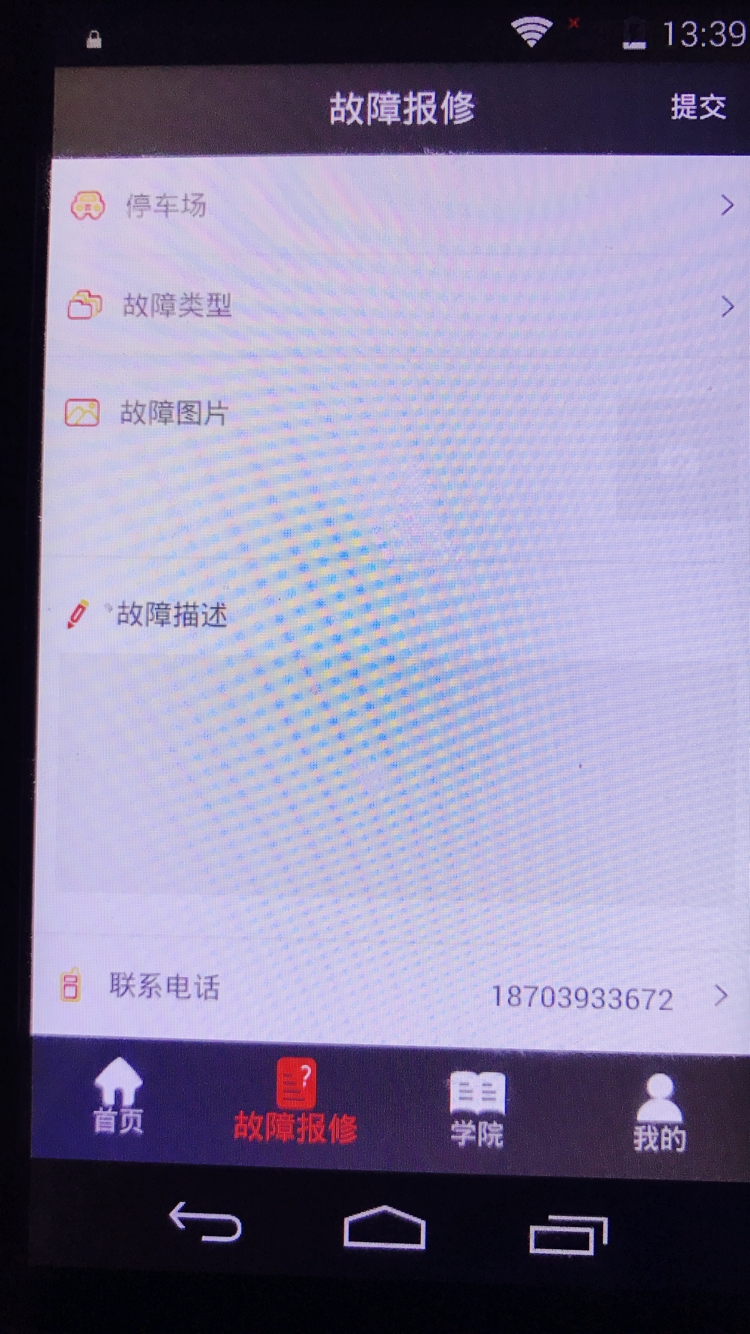 13:39
故障报修 提交
停车场
故障类型
故障图片
故障描述
联系电话 18703933672
首页 故障报修 学院 我的